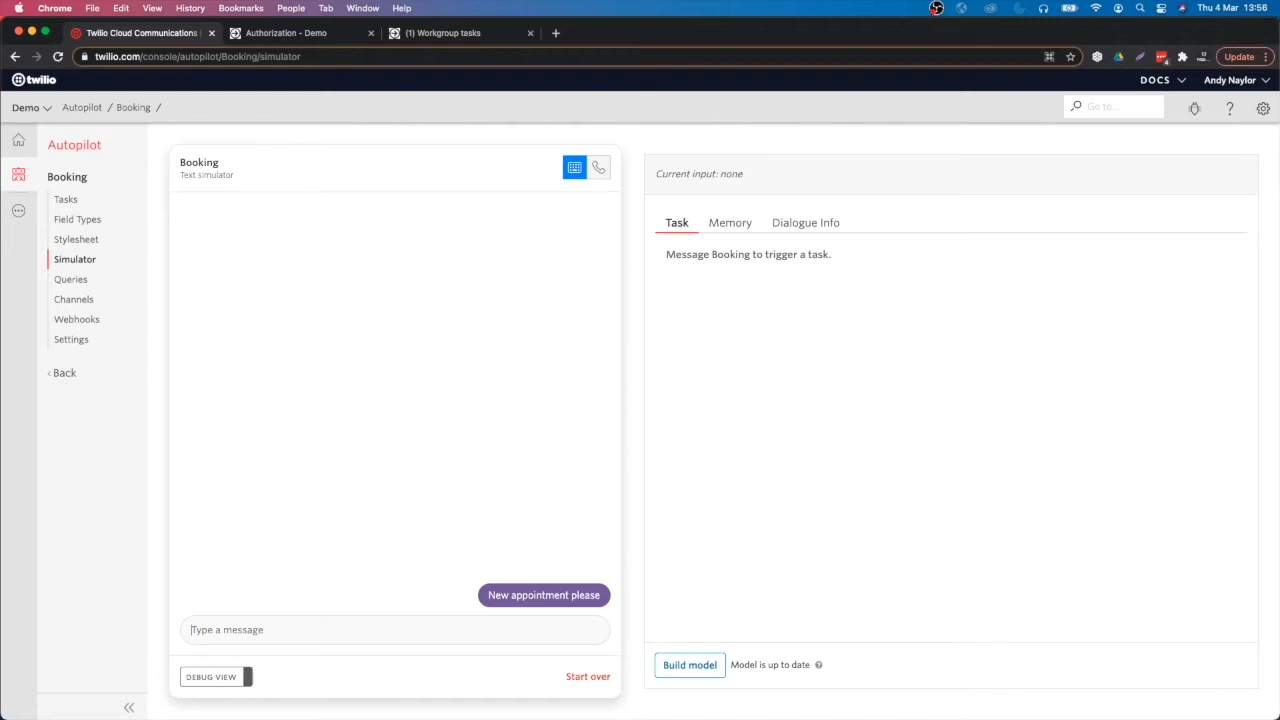 Chrome File Edit View History Bookmarks People Tab Window Help
Thu 4 Mar 13:56
Twilio Cloud Communications
Authorization - Demo
(1) Workgroup tasks
twilio.com/console/autopilot/Booking/simulator
Update
twilio
DOCS
Andy Naylor
Demo
Autopilot / Booking /
Go to...
Autopilot
Booking
Tasks
Field Types
Stylesheet
Simulator
Queries
Channels
Webhooks
Settings
‹ Back
Booking
Text simulator
New appointment please
Type a message
DEBUG VIEW
Start over
Current input: none
Task Memory Dialogue Info
Message Booking to trigger a task.
Build model
Model is up to date